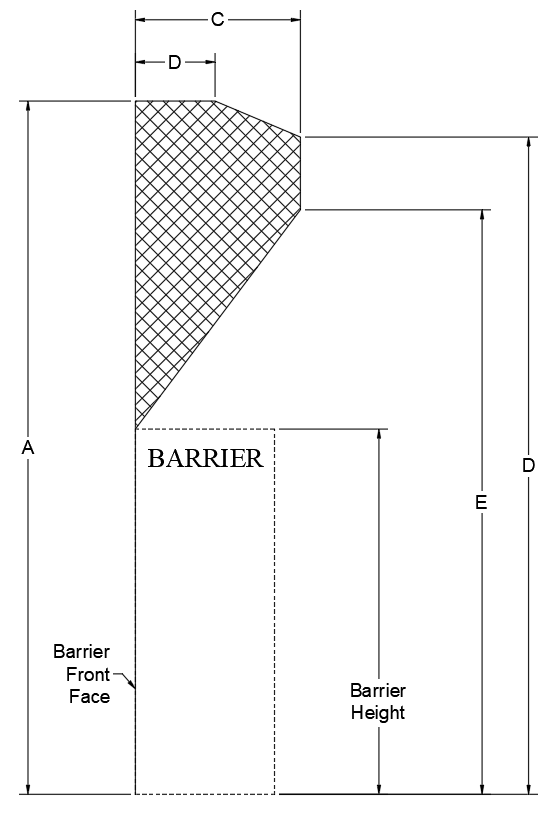 C
D
A
BARRIER
D
E
Barrier
Front
Face
Barrier
Height